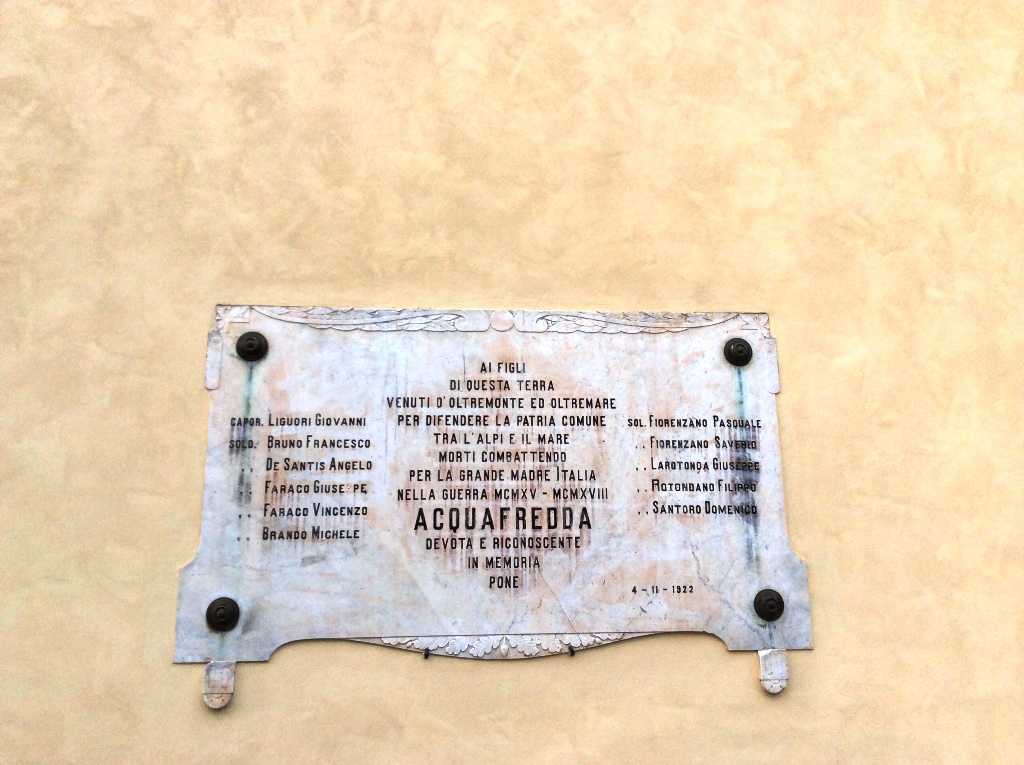 AI FIGLI
DI QUESTA TERRA
VENUTI D'OLTREMONTE ED OLTREMARE
PER DIFENDERE LA PATRIA COMUNE
TRA L'ALPI E IL MARE
MORTI COMBATTENDO
PER LA GRANDE MADRE ITALIA
NELLA GUERRA MCMXV - MCMXVIII
ACQUAFREDDA
DEVOTA E RICONOSCENTE
IN MEMORIA
PONE
CAPOR. LIGUORI GIOVANNI
SOLD. BRUNO FRANCESCO
,, DE SANTIS ANGELO
,, FARACO GIUSEPPE
,, FARACO VINCENZO
,, BRANDO MICHELE
SOL. FIORENZANO PASQUALE
,, FIORENZANO SAVERIO
,, LAROTONDA GIUSEPPE
,, ROTONDANO FILIPPO
,, SANTORO DOMENICO
4 - 11 - 1922